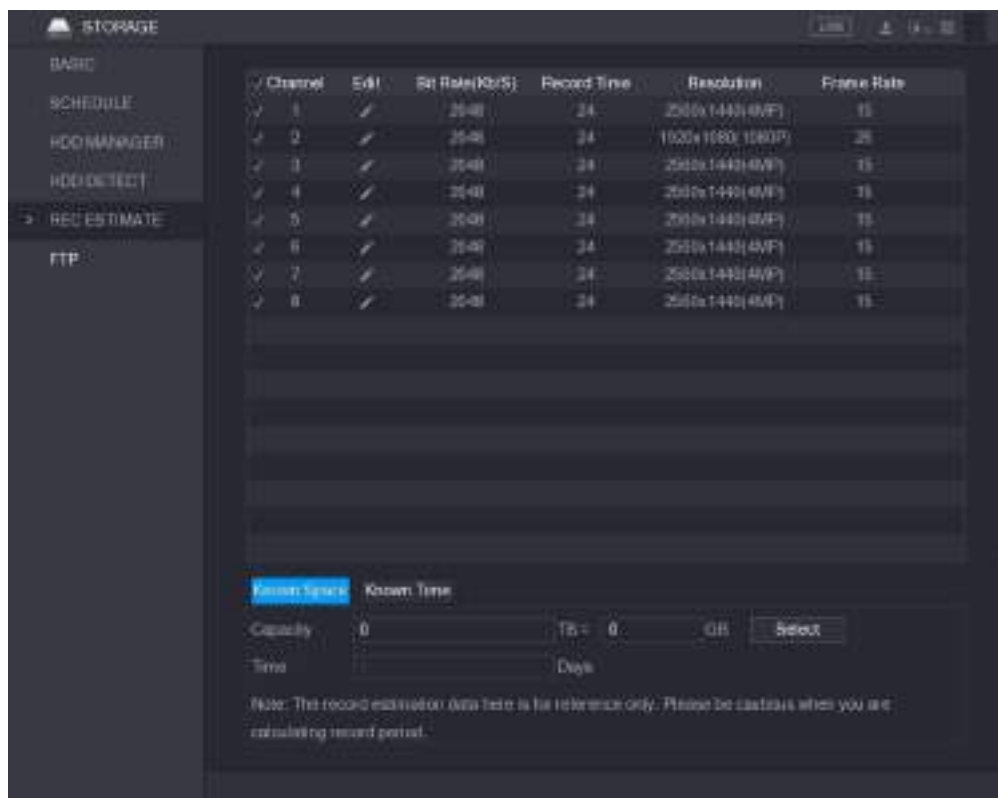 STORAGE
LIVE
BASIC
SCHEDULE
HDD MANAGER
HDD DETECT
REC ESTIMATE
FTP
Channel Edit Bit Rate(Kb/S) Record Time Resolution Frame Rate
1 2048 24 2560x1440(4MP) 15
2 2048 24 1920x1080(1080P) 25
3 2048 24 2560x1440(4MP) 15
4 2048 24 2560x1440(4MP) 15
5 2048 24 2560x1440(4MP) 15
6 2048 24 2560x1440(4MP) 15
7 2048 24 2560x1440(4MP) 15
8 2048 24 2560x1440(4MP) 15
Known Space Known Time
Capacity 0 TB = 0 GB Select
Time Days
Note: The record estimation data here is for reference only. Please be cautious when you are
calculating record period.